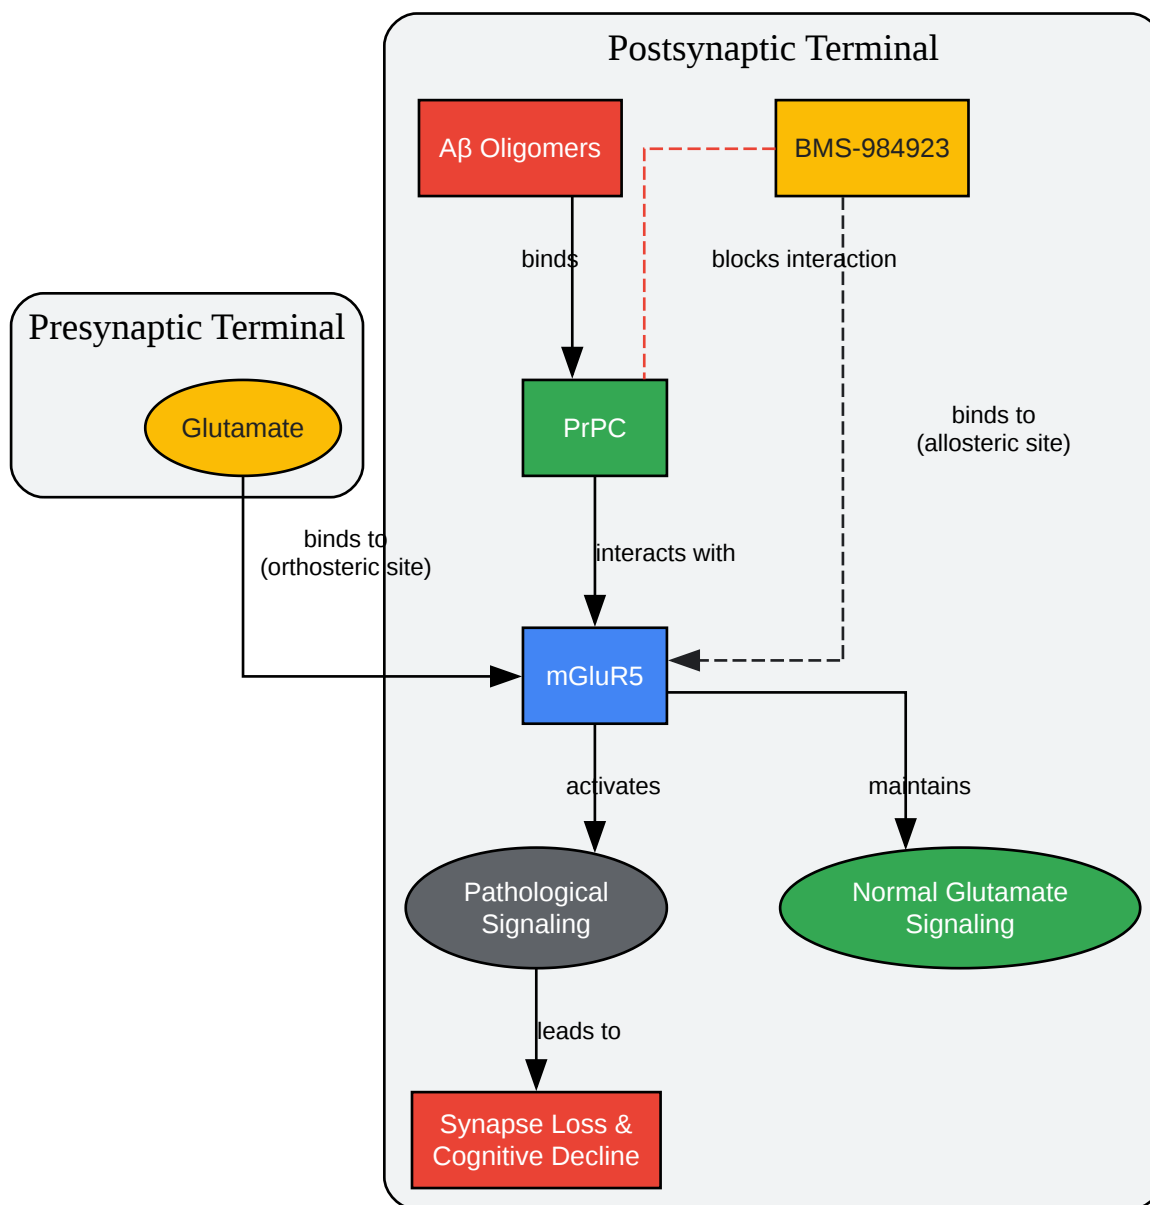 Postsynaptic Terminal
Aβ Oligomers
BMS-984923
binds
blocks interaction
Presynaptic Terminal
Glutamate
PrPC
binds to
(allosteric site)
binds to
(orthosteric site)
interacts with
mGluR5
activates
maintains
Pathological
Signaling
Normal Glutamate
Signaling
leads to
Synapse Loss &
Cognitive Decline